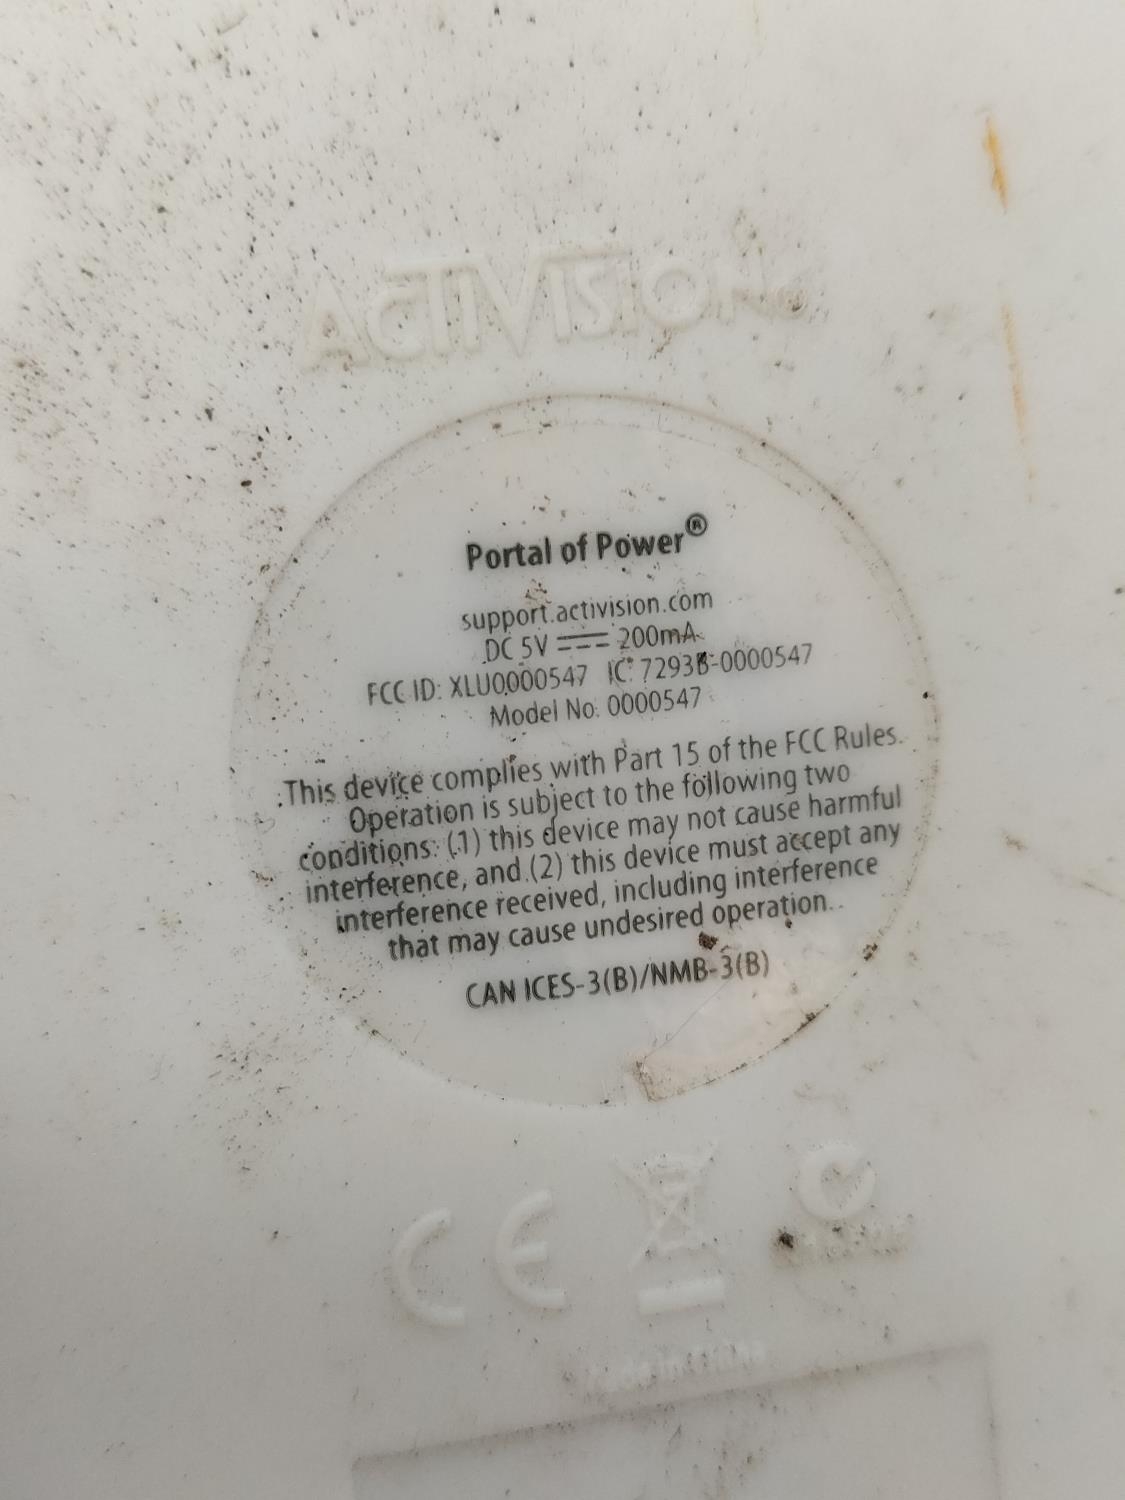 ACTIVISION
Portal of Power®
support.activision.com
DC 5V ⎓ 200mA
FCC ID: XLU0000547 IC: 7293B-0000547
Model No. 0000547
This device complies with Part 15 of the FCC Rules.
Operation is subject to the following two
conditions: (1) this device may not cause harmful
interference, and (2) this device must accept any
interference received, including interference
that may cause undesired operation.
CAN ICES-3(B)/NMB-3(B)
CE